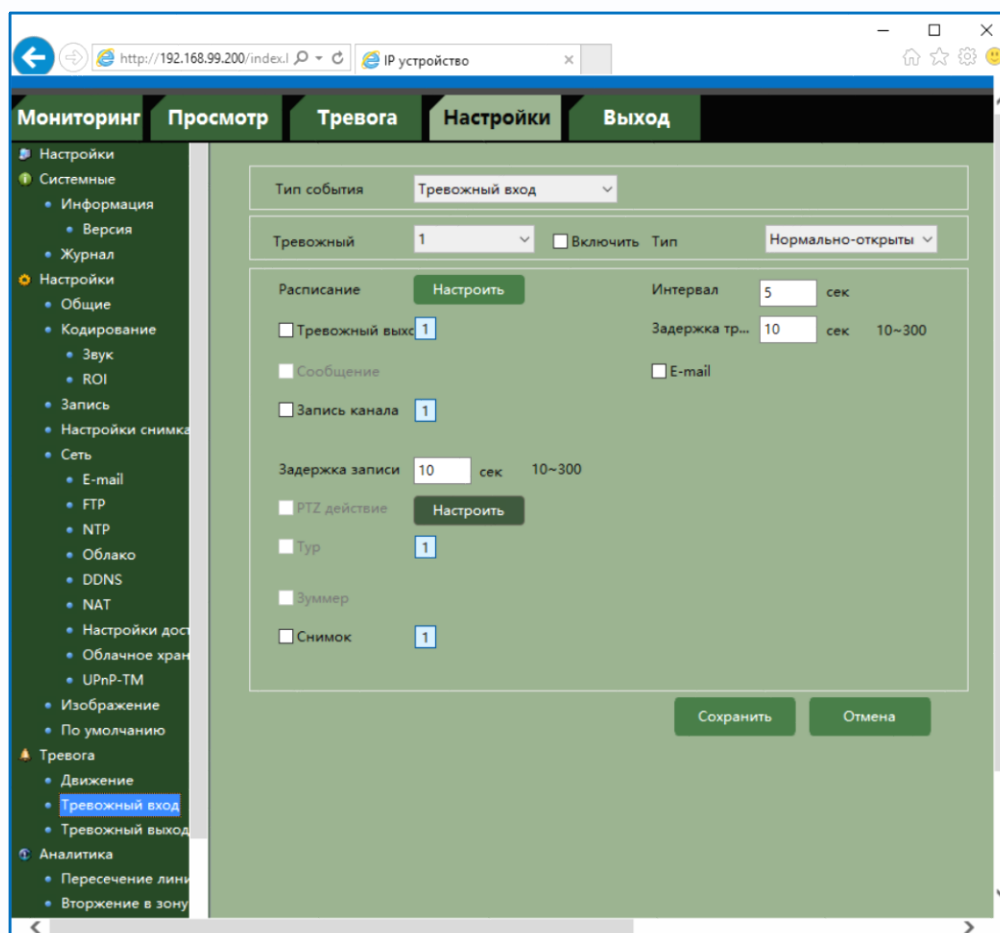 http://192.168.99.200/index.l
IP устройство
Мониторинг Просмотр Тревога Настройки Выход
Настройки
Системные
Информация
Версия
Журнал
Настройки
Общие
Кодирование
Звук
ROI
Запись
Настройки снимка
Сеть
E-mail
FTP
NTP
Облако
DDNS
NAT
Настройки дост
Облачное хран
UPnP-TM
Изображение
По умолчанию
Тревога
Движение
Тревожный вход
Тревожный выход
Аналитика
Пересечение лини
Вторжение в зону
Тип события Тревожный вход
Тревожный 1 Включить Тип Нормально-открыты
Расписание Настроить Интервал 5 сек
Тревожный выхо 1 Задержка тр... 10 сек 10~300
Сообщение E-mail
Запись канала 1
Задержка записи 10 сек 10~300
PTZ действие Настроить
Тур 1
Зуммер
Снимок 1
Сохранить Отмена